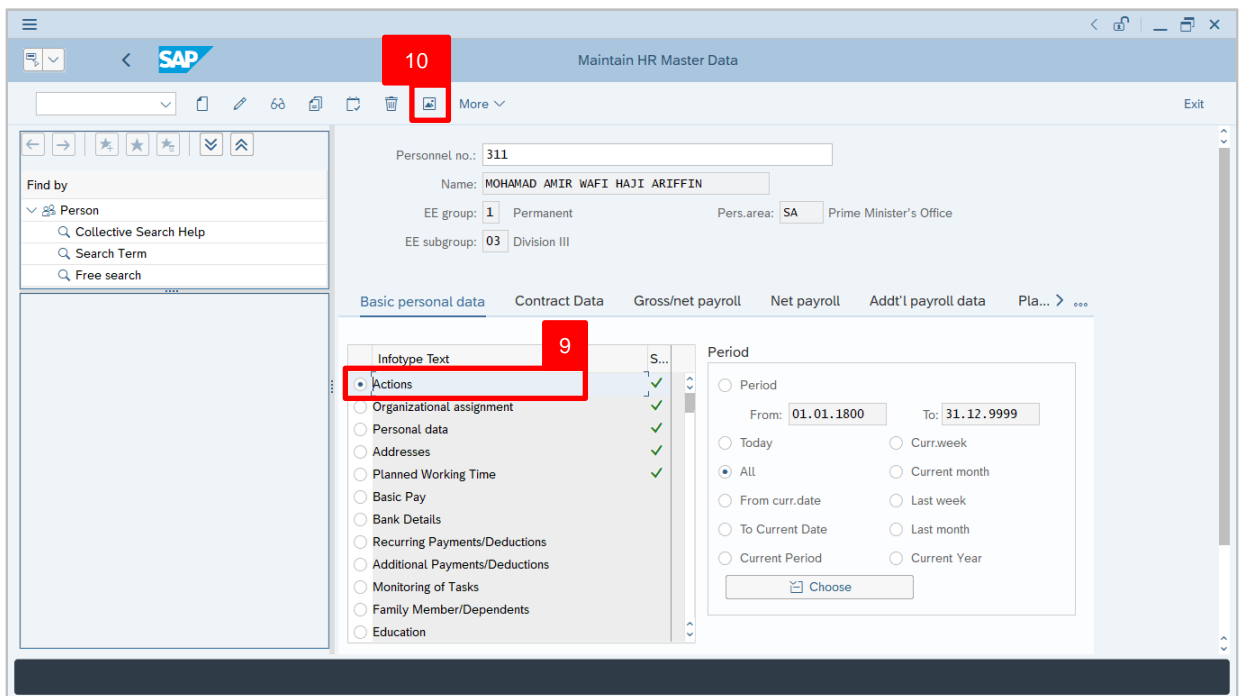 SAP
Maintain HR Master Data
10
More
Exit
Personnel no.: 311
Find by
Name: MOHAMAD AMIR WAFI HAJI ARIFFIN
Person
EE group: 1 Permanent Pers.area: SA Prime Minister's Office
Collective Search Help
EE subgroup: 03 Division III
Search Term
Free search
Basic personal data Contract Data Gross/net payroll Net payroll Addt'l payroll data Pla...
9
Infotype Text S... Period
Actions Period
Organizational assignment From: 01.01.1800 To: 31.12.9999
Personal data
Today Curr.week
Addresses
Planned Working Time All Current month
Basic Pay From curr.date Last week
Bank Details
To Current Date Last month
Recurring Payments/Deductions
Additional Payments/Deductions Current Period Current Year
Monitoring of Tasks Choose
Family Member/Dependents
Education